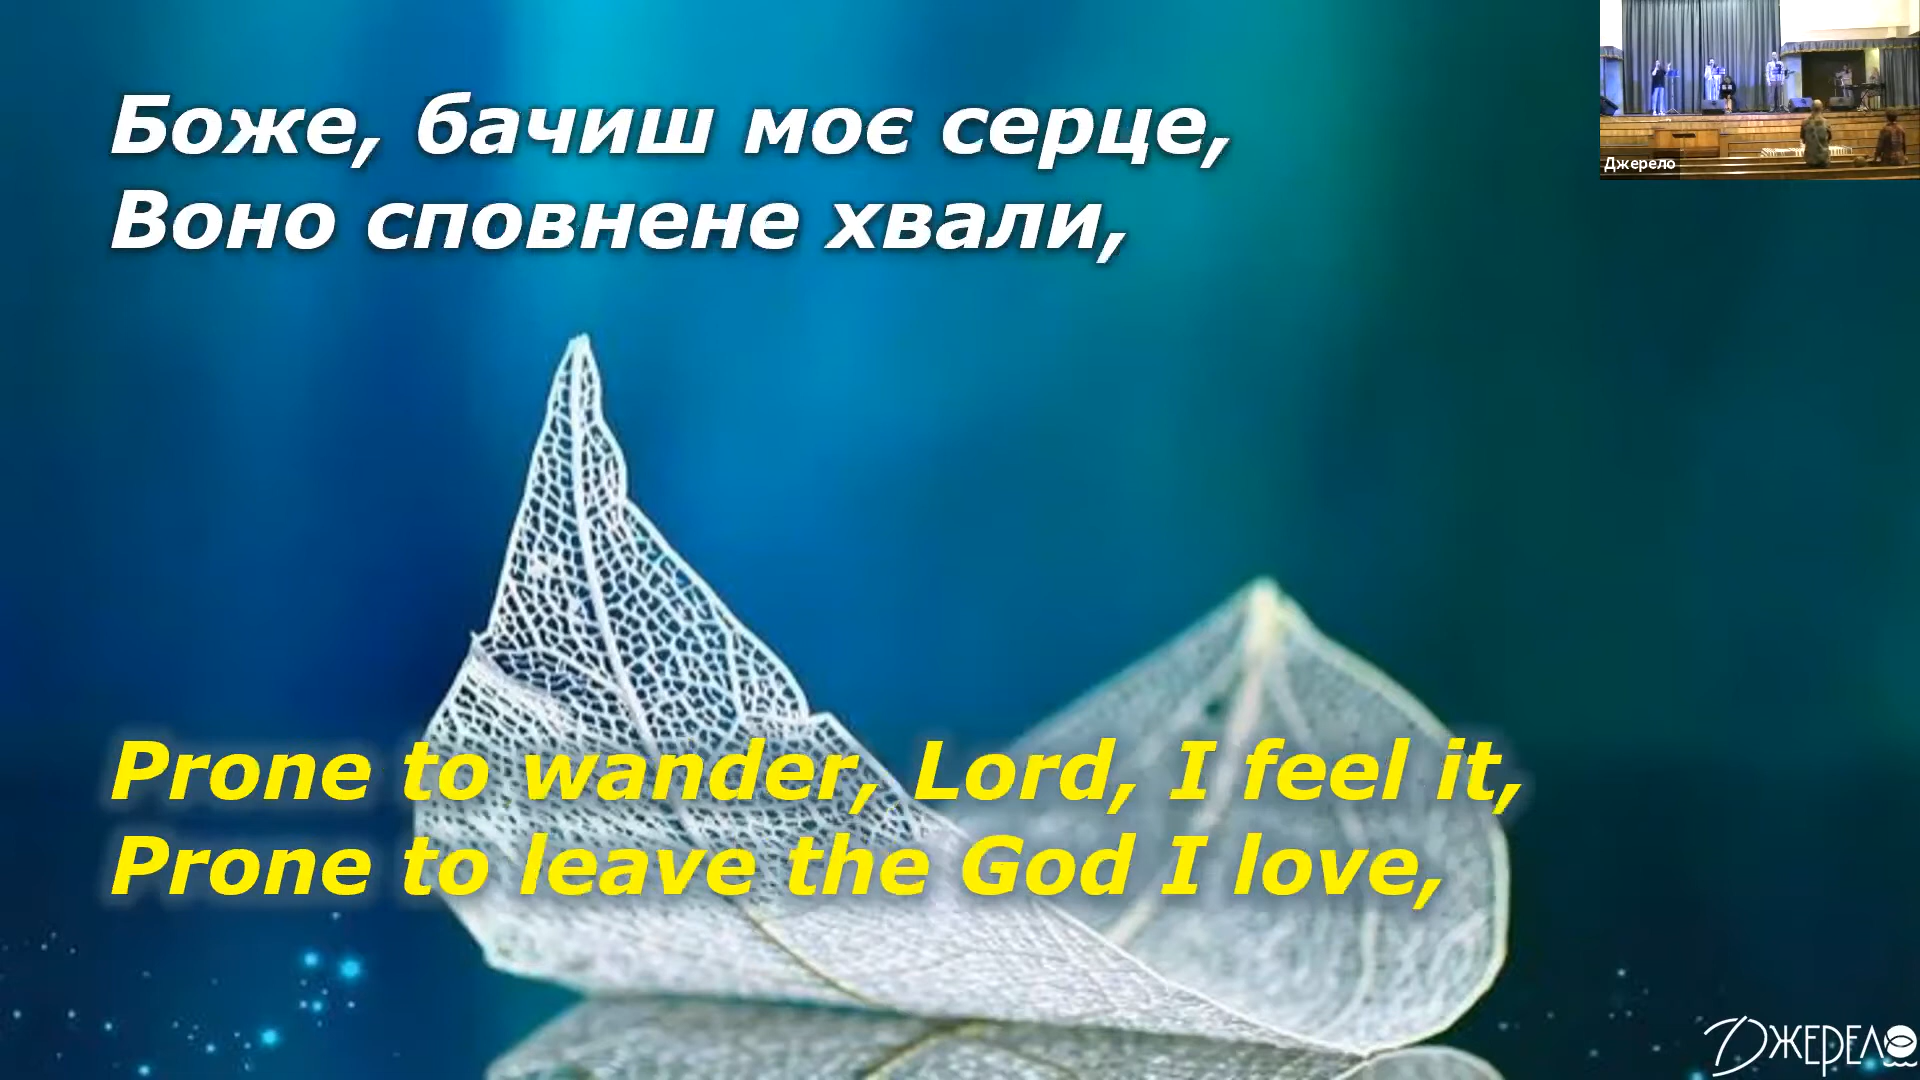 Боже, бачиш моє серце,
Воно сповнене хвали,
Prone to wander, Lord, I feel it,
Prone to leave the God I love,
Джерело
ДЖЕРЕЛО